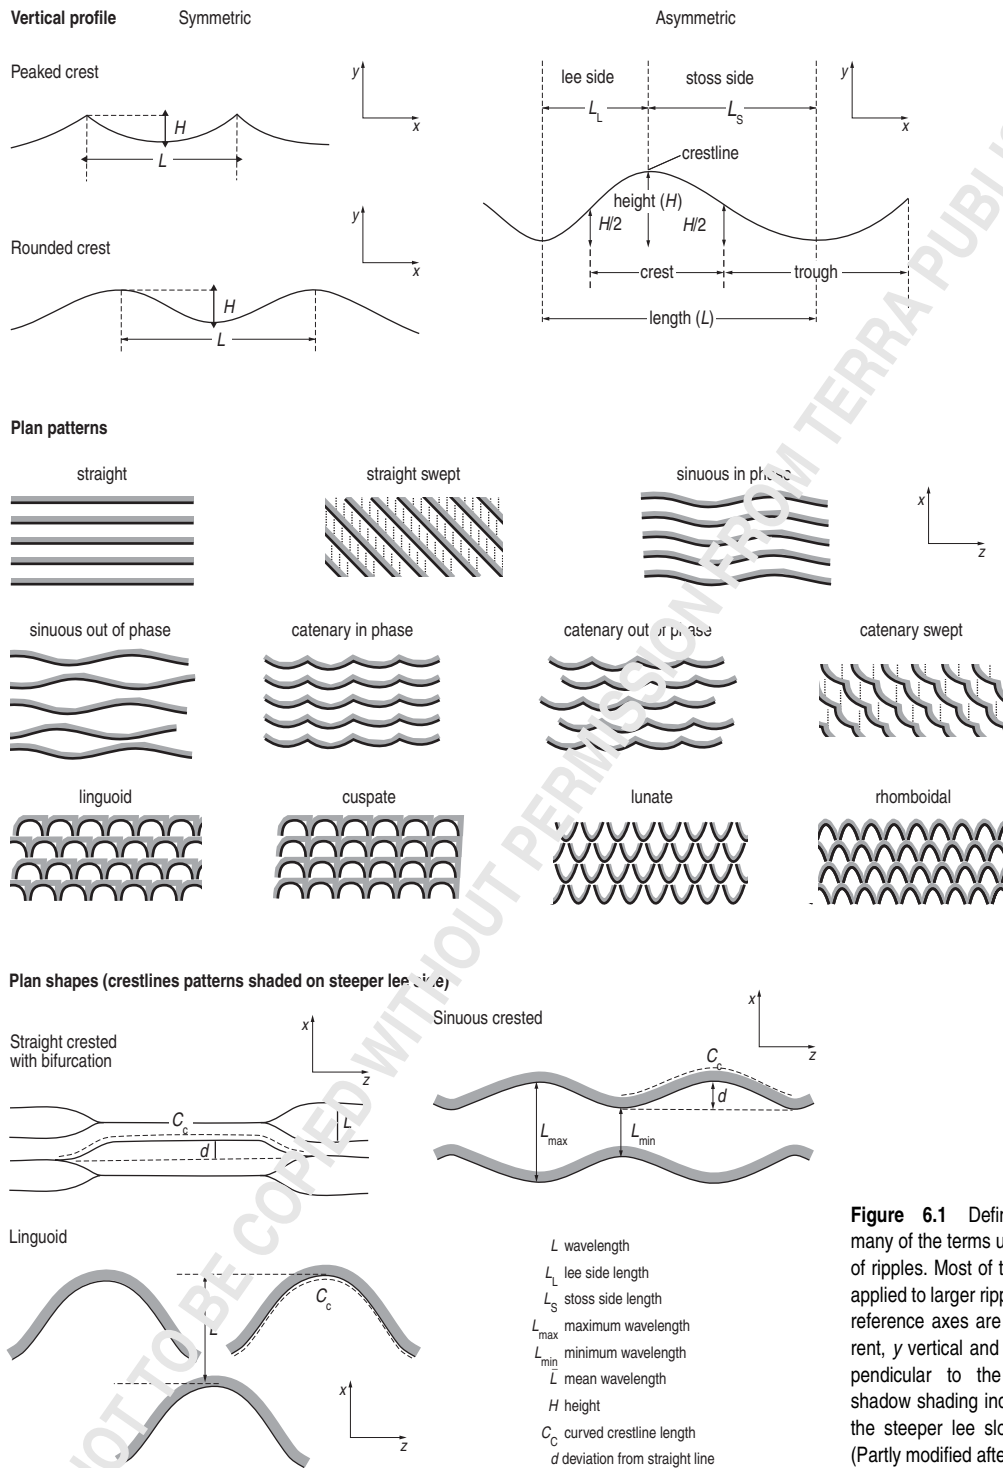 Vertical profile Symmetric Asymmetric
Peaked crest
y
x
H
L
Rounded crest
y
x
H
L
lee side stoss side
L_L L_S
y
x
crestline
height (H)
H/2 H/2
crest trough
length (L)
Plan patterns
straight straight swept sinuous in phase
x
z
sinuous out of phase catenary in phase catenary out of phase catenary swept
linguoid cuspate lunate rhomboidal
Plan shapes (crestlines patterns shaded on steeper lee side)
Straight crested
with bifurcation
x
z
C_c
L
d
Sinuous crested
x
z
C_c
d
L_max L_min
Linguoid
C_c
L
x
z
L wavelength
L_L lee side length
L_S stoss side length
L_max maximum wavelength
L_min minimum wavelength
L̄ mean wavelength
H height
C_C curved crestline length
d deviation from straight line
Figure 6.1 Defin
many of the terms u
of ripples. Most of t
applied to larger ripp
reference axes are
rent, y vertical and
pendicular to the
shadow shading inc
the steeper lee slo
(Partly modified afte
NOT TO BE COPIED WITHOUT PERMISSION FROM TERRA PUBLIS